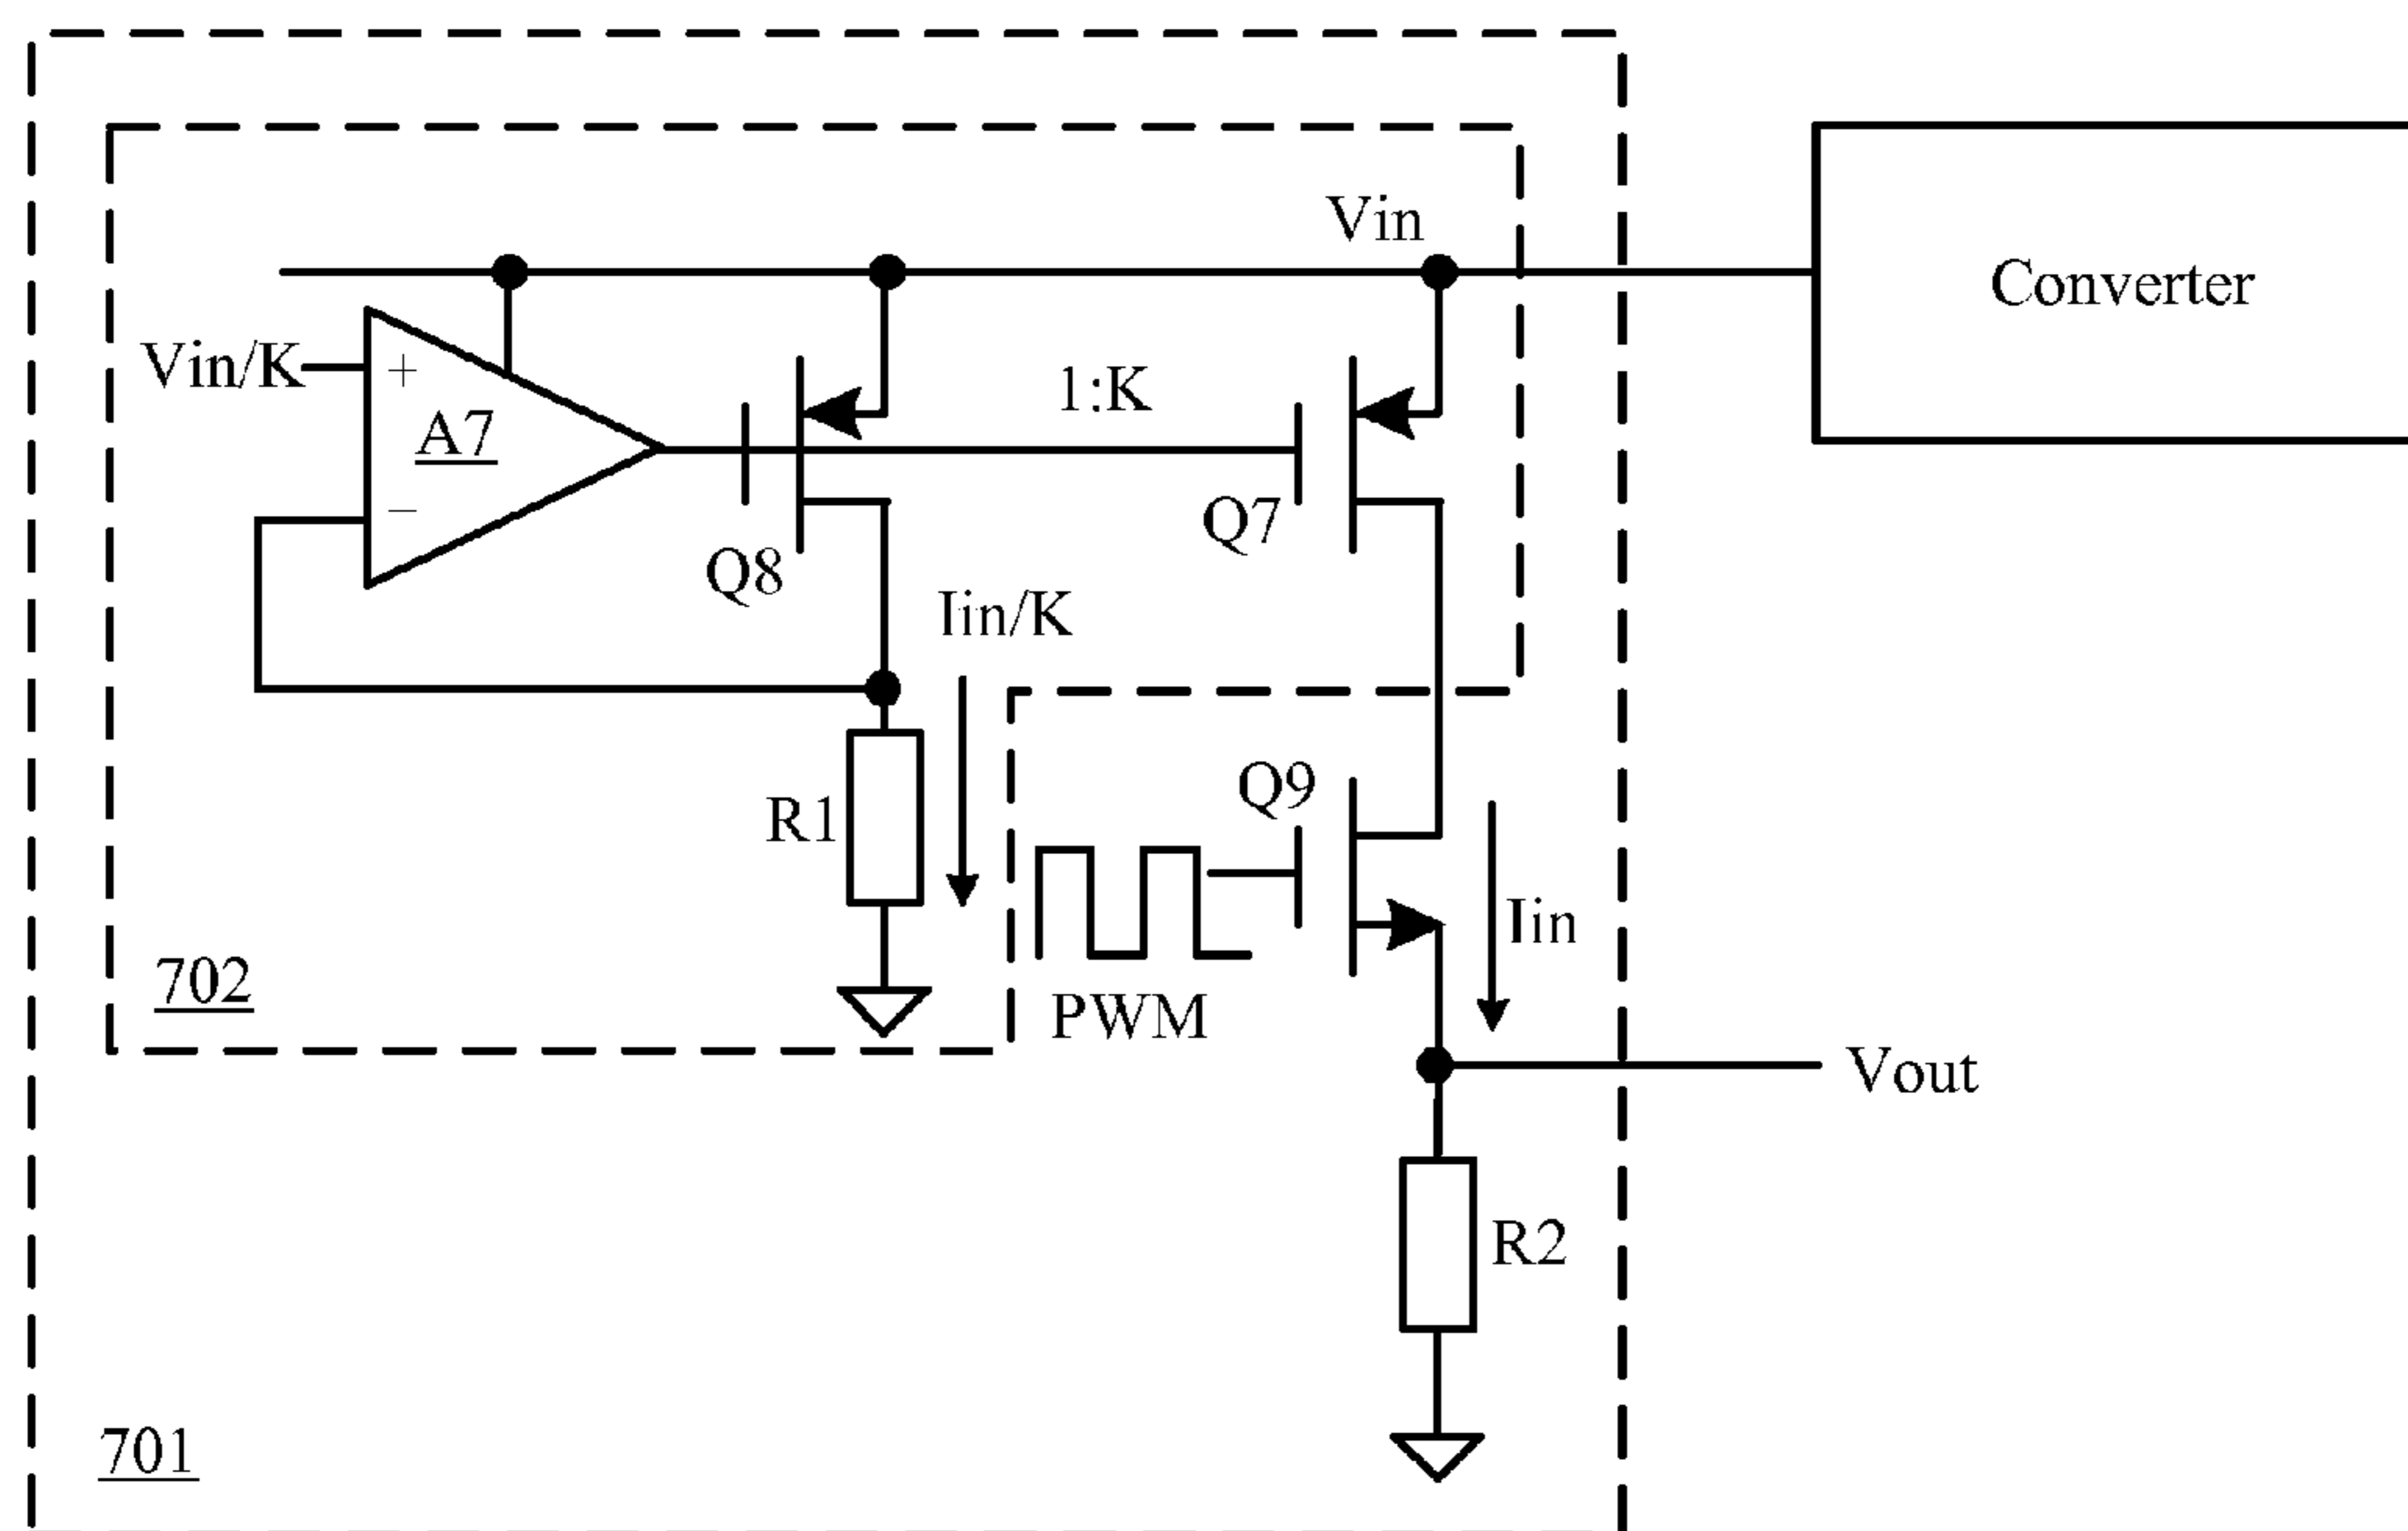 Vin
Converter
Vin/K
+
A7
−
1:K
Q8
Q7
Iin/K
R1
Q9
Iin
PWM
702
Vout
R2
701